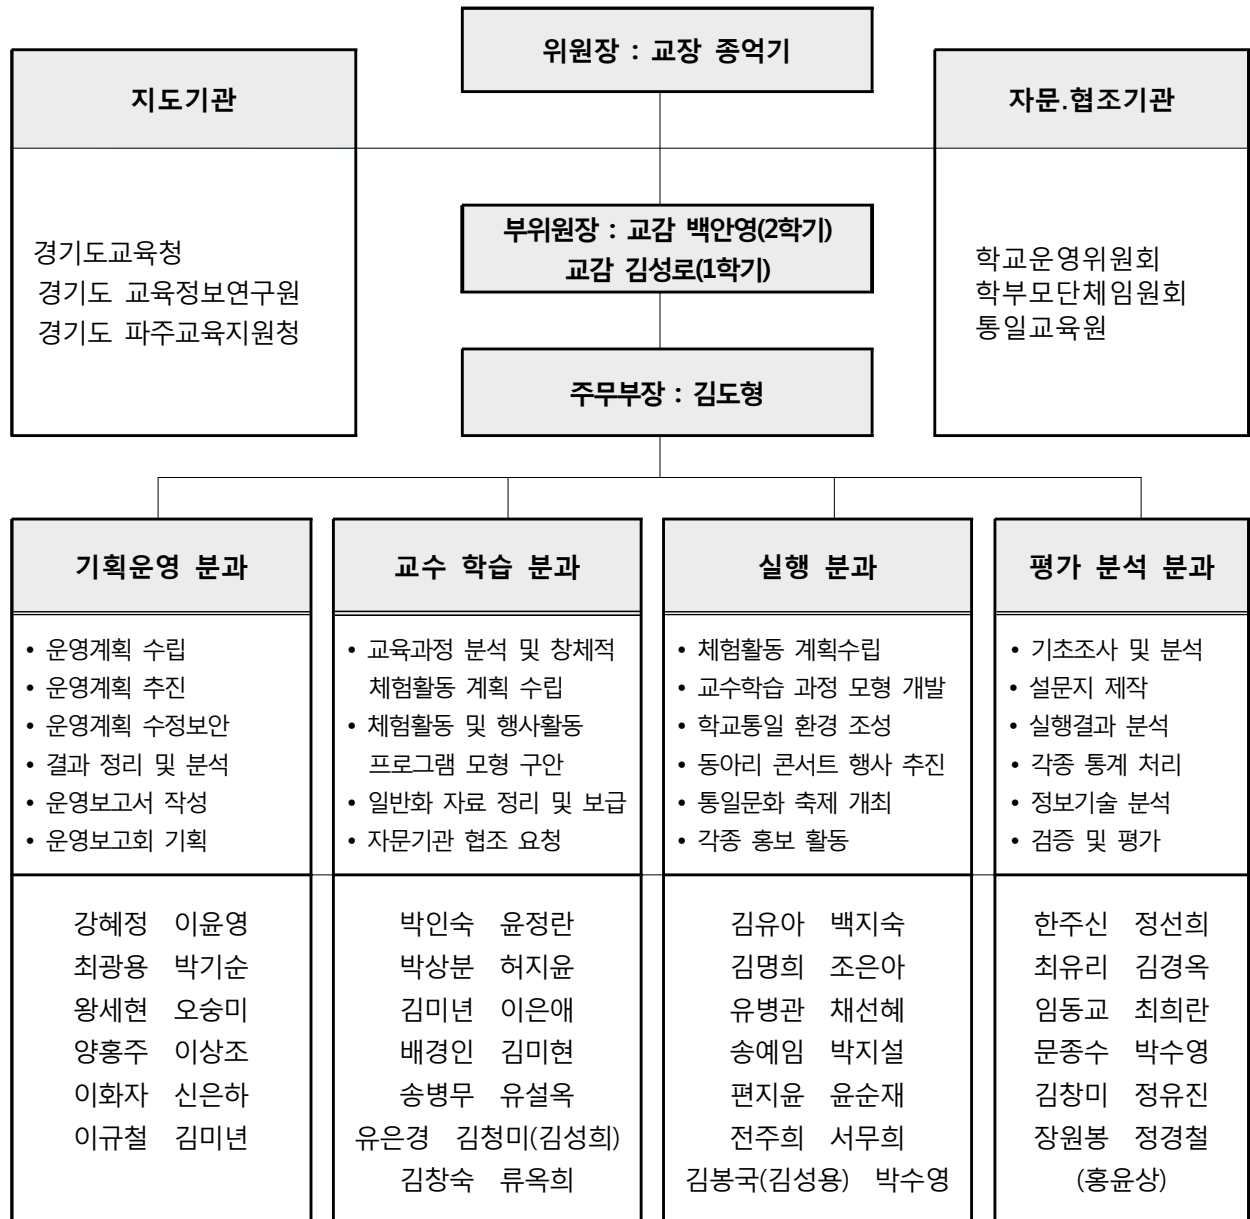 위원장 : 교장 종억기
지도기관
자문.협조기관
경기도교육청
경기도 교육정보연구원
경기도 파주교육지원청
부위원장 : 교감 백안영(2학기)
교감 김성로(1학기)
학교운영위원회
학부모단체임원회
통일교육원
주무부장 : 김도형
기획운영 분과
• 운영계획 수립
• 운영계획 추진
• 운영계획 수정보안
• 결과 정리 및 분석
• 운영보고서 작성
• 운영보고회 기획
강혜정 이윤영
최광용 박기순
왕세현 오숭미
양홍주 이상조
이화자 신은하
이규철 김미년
교수 학습 분과
• 교육과정 분석 및 창체적
체험활동 계획 수립
• 체험활동 및 행사활동
프로그램 모형 구안
• 일반화 자료 정리 및 보급
• 자문기관 협조 요청
박인숙 윤정란
박상분 허지윤
김미년 이은애
배경인 김미현
송병무 유설옥
유은경 김청미(김성희)
김창숙 류옥희
실행 분과
• 체험활동 계획수립
• 교수학습 과정 모형 개발
• 학교통일 환경 조성
• 동아리 콘서트 행사 추진
• 통일문화 축제 개최
• 각종 홍보 활동
김유아 백지숙
김명희 조은아
유병관 채선혜
송예임 박지설
편지윤 윤순재
전주희 서무희
김봉국(김성용) 박수영
평가 분석 분과
• 기초조사 및 분석
• 설문지 제작
• 실행결과 분석
• 각종 통계 처리
• 정보기술 분석
• 검증 및 평가
한주신 정선희
최유리 김경옥
임동교 최희란
문종수 박수영
김창미 정유진
장원봉 정경철
(홍윤상)